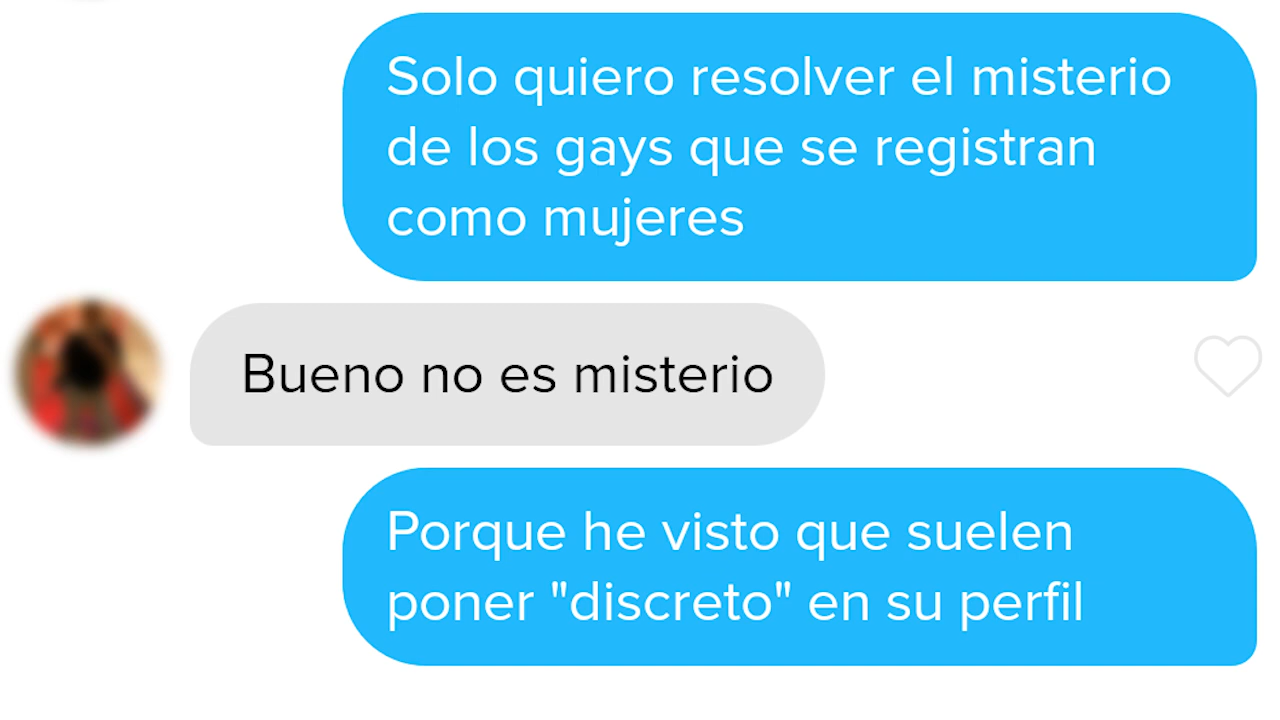 Solo quiero resolver el misterio
de los gays que se registran
como mujeres
Bueno no es misterio
Porque he visto que suelen
poner "discreto" en su perfil